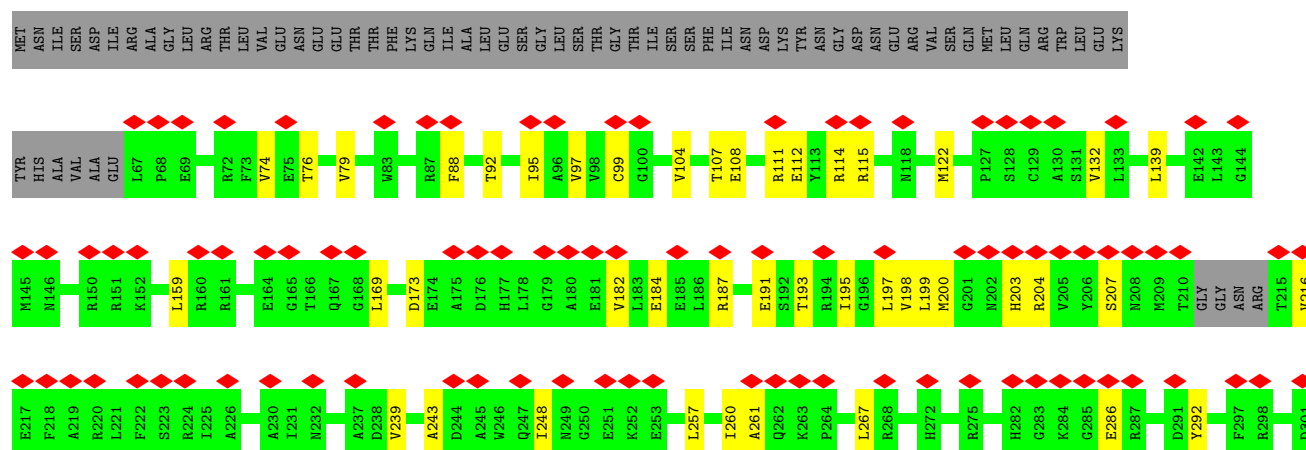 MET ASN ILE SER ASP ILE ARG ALA GLY LEU ARG THR LEU VAL GLU ASN GLU GLU THR THR PHE LYS GLN ILE ALA LEU GLU SER GLY LEU SER THR GLY THR ILE SER SER PHE ILE ASN ASP LYS TYR ASN GLY ASP ASN GLU ARG VAL SER GLN MET LEU GLN ARG TRP LEU GLU LYS
TYR HIS ALA VAL ALA GLU L67 P68 E69 R72 F73 V74 E75 T76 V79 W83 R87 F88 T92 I95 A96 V97 V98 C99 G100 V104 T107 E108 R111 E112 Y113 R114 R115 N118 M122 P127 S128 C129 A130 S131 V132 L133 L139 E142 L143 G144
M145 N146 R150 R151 K152 L159 R160 R161 E164 G165 T166 Q167 G168 L169 D173 E174 A175 D176 H177 L178 G179 A180 E181 V182 L183 E184 E185 L186 R187 E191 S192 T193 R194 I195 G196 L197 V198 L199 M200 G201 N202 H203 R204 V205 Y206 S207 N208 M209 T210 GLY GLY ASN ARG T215
E217 F218 A219 R220 L221 F222 S223 R224 I225 A226 A230 I231 N232 A237 D238 V239 A243 D244 A245 W246 Q247 I248 N249 G250 E251 K252 E253 L257 I260 A261 Q262 K263 P264 L267 R268 H272 R275 H282 G283 K284 G285 E286 R287 D291 Y292 F297 R298